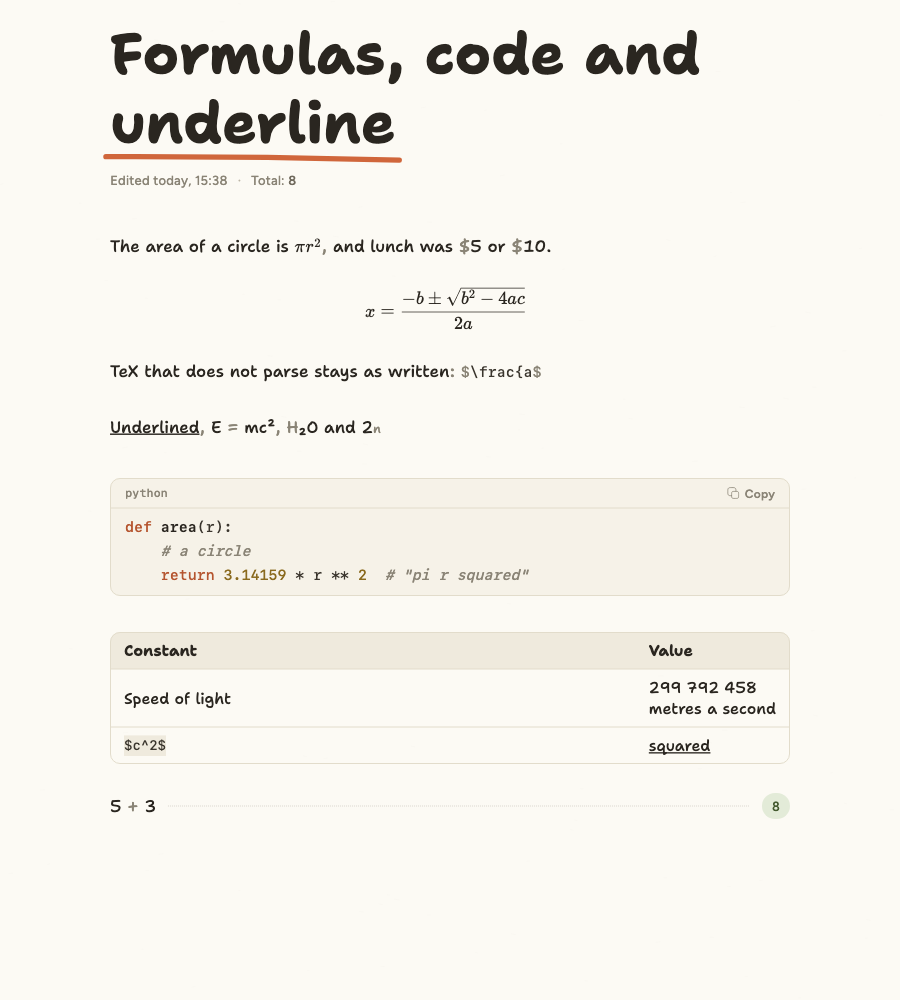 Formulas, code and
underline
Edited today, 15:38 · Total: 8
The area of a circle is πr², and lunch was $5 or $10.
x = (−b ± √(b² − 4ac)) / 2a
TeX that does not parse stays as written: $\frac{a$
Underlined, E = mc², H₂O and 2ₙ
python Copy
def area(r):
    # a circle
    return 3.14159 * r ** 2  # "pi r squared"
Constant Value
Speed of light 299 792 458
metres a second
$c^2$ squared
5 + 3 8